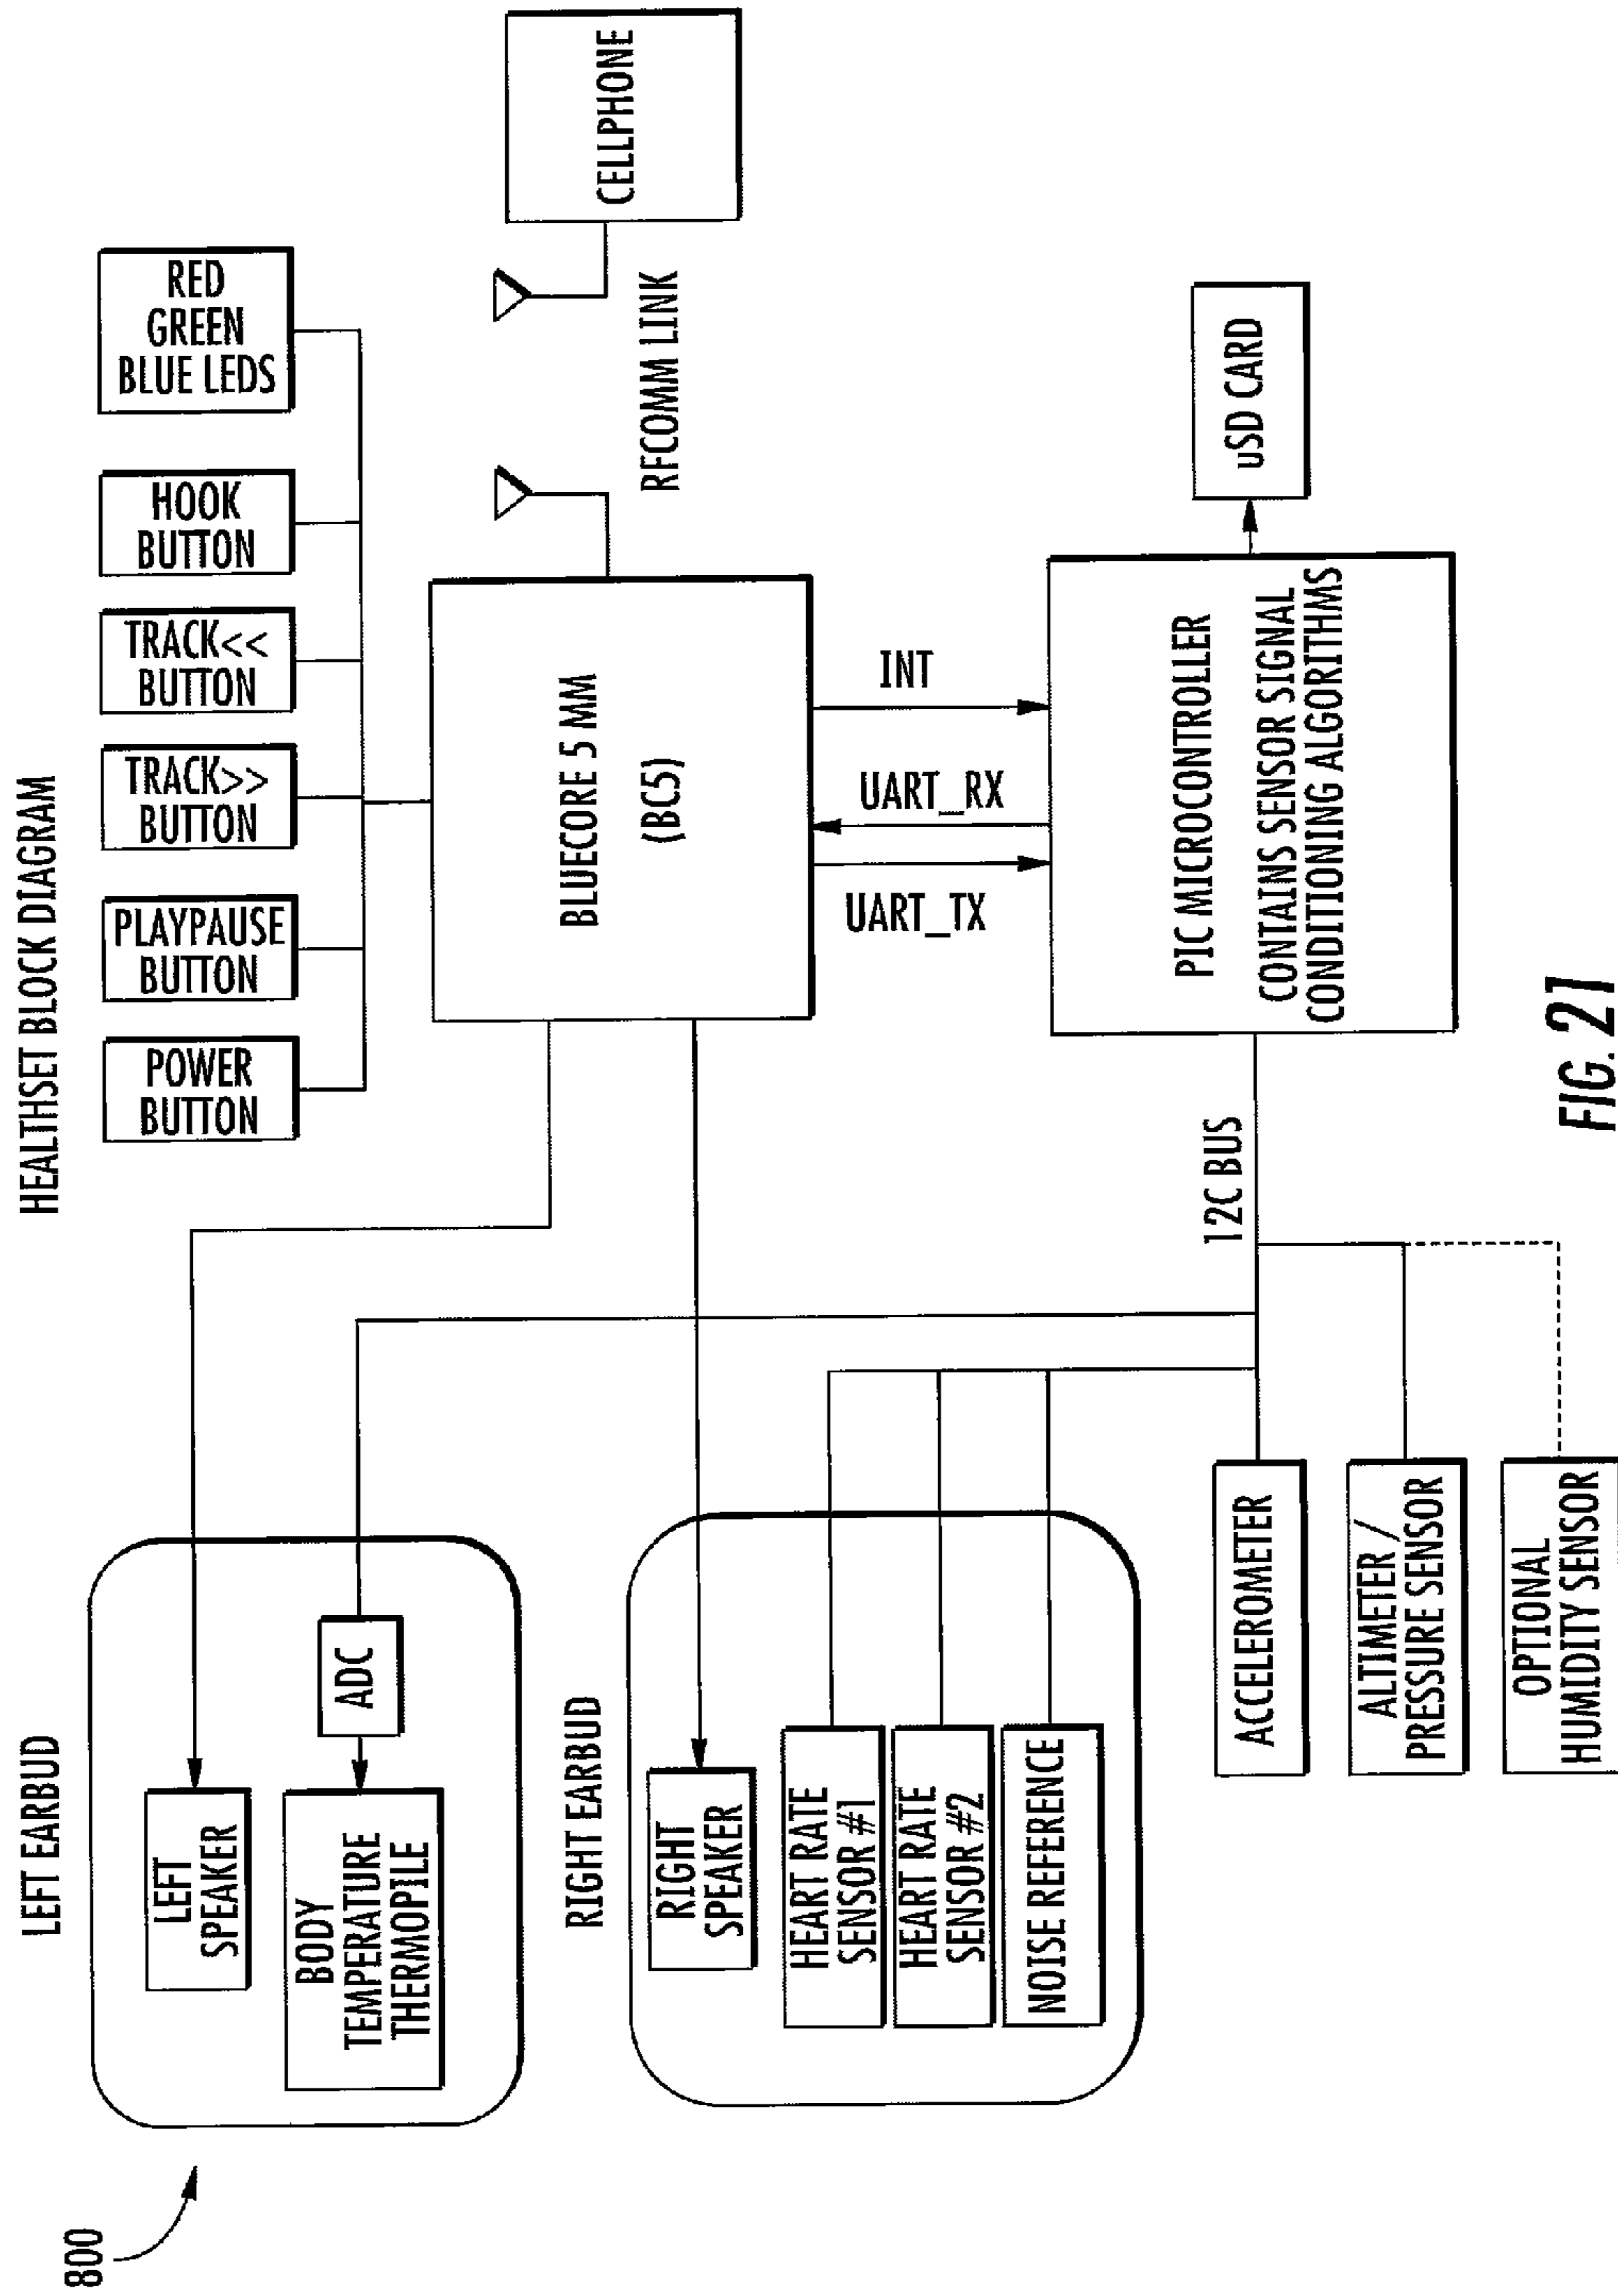 HEALTHSET BLOCK DIAGRAM
POWER
BUTTON
PLAYPAUSE
BUTTON
TRACK>>
BUTTON
TRACK<<
BUTTON
HOOK
BUTTON
RED
GREEN
BLUE LEDS
800
LEFT EARBUD
LEFT
SPEAKER
BODY
TEMPERATURE
THERMOPILE
ADC
BLUECORE 5 MM
(BC5)
RFCOMM LINK
CELLPHONE
RIGHT EARBUD
RIGHT
SPEAKER
HEART RATE
SENSOR #1
HEART RATE
SENSOR #2
NOISE REFERENCE
UART_TX
UART_RX
INT
PIC MICROCONTROLLER
CONTAINS SENSOR SIGNAL
CONDITIONING ALGORITHMS
uSD CARD
12C BUS
ACCELEROMETER
ALTIMETER /
PRESSURE SENSOR
OPTIONAL
HUMIDITY SENSOR
FIG. 21